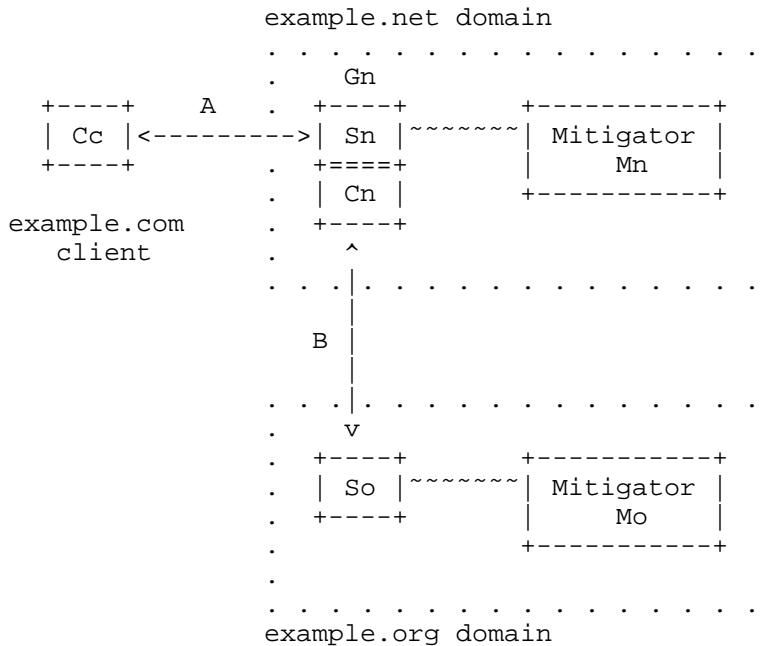 example.net domain
. . . . . . . . . . . . . . . .
. Gn
+----+ A . +----+ +-----------+
| Cc |<--------->| Sn |~~~~~~~| Mitigator |
+----+ . +====+ | Mn |
. | Cn | +-----------+
example.com . +----+
client . ^
. . .|. . . . . . . . . . . . .
|
B |
|
. . .|. . . . . . . . . . . . .
. v
. +----+ +-----------+
. | So |~~~~~~~| Mitigator |
. +----+ | Mo |
. +-----------+
.
. . . . . . . . . . . . . . . .
example.org domain